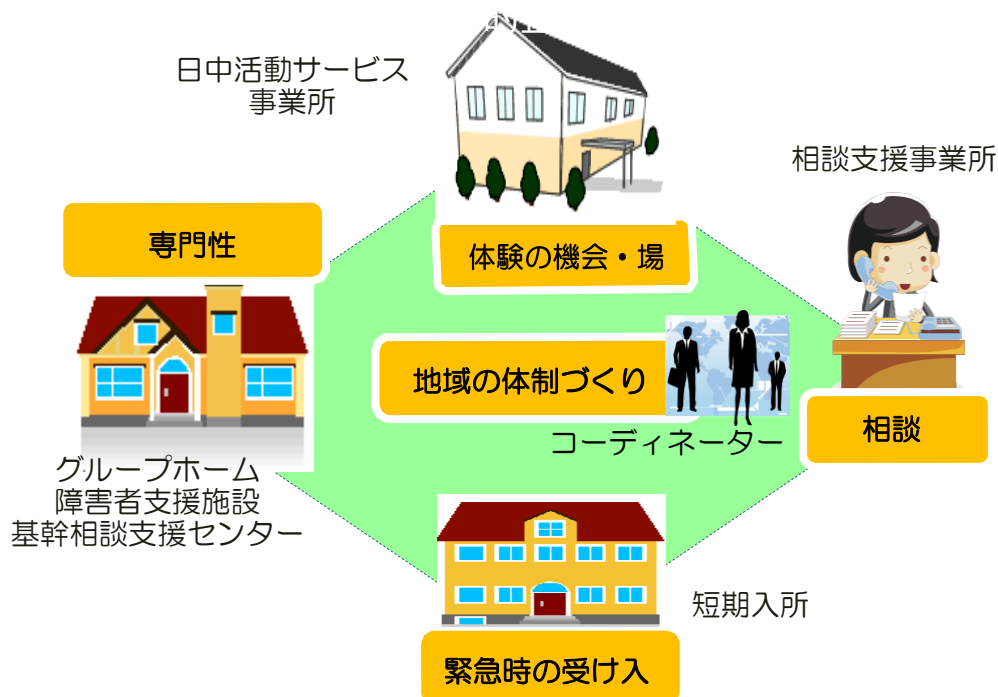 日中活動サービス
事業所
相談支援事業所
専門性
体験の機会・場
地域の体制づくり
コーディネーター
相談
グループホーム
障害者支援施設
基幹相談支援センター
短期入所
緊急時の受け入